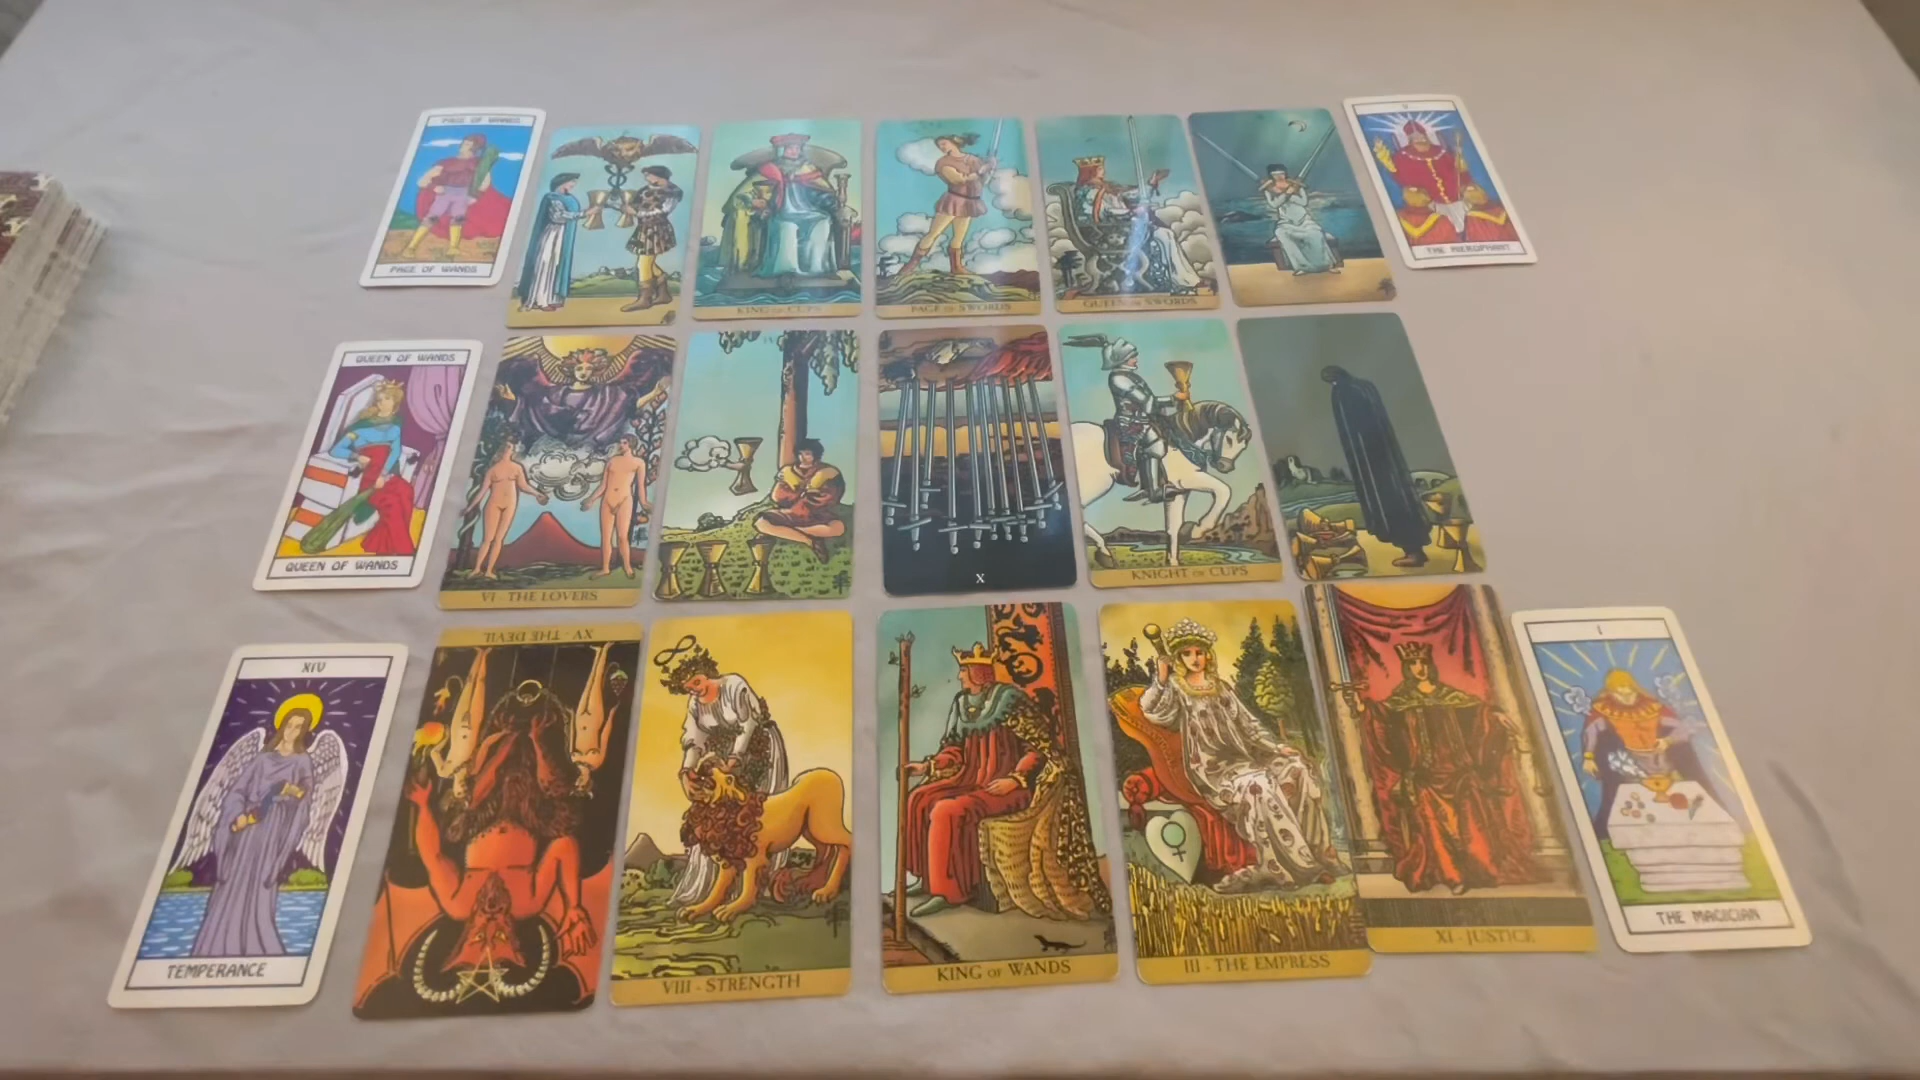 PAGE OF WANDS
PAGE OF WANDS
KING OF CUPS
PAGE OF SWORDS
QUEEN OF SWORDS
V
THE HIEROPHANT
QUEEN OF WANDS
QUEEN OF WANDS
VI - THE LOVERS
X
KNIGHT OF CUPS
XIV
TEMPERANCE
XV - THE DEVIL
VIII - STRENGTH
KING OF WANDS
III - THE EMPRESS
XI - JUSTICE
I
THE MAGICIAN